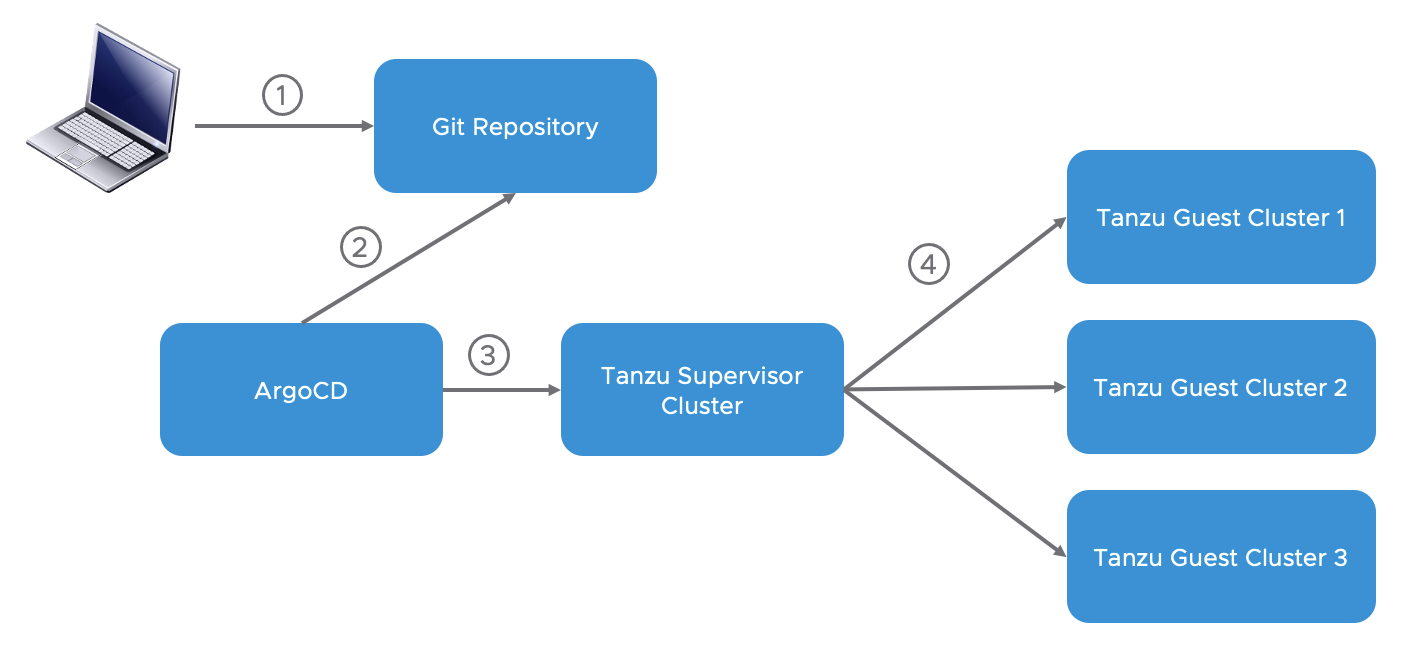 1
Git Repository
2
ArgoCD
3
Tanzu Supervisor
Cluster
4
Tanzu Guest Cluster 1
Tanzu Guest Cluster 2
Tanzu Guest Cluster 3